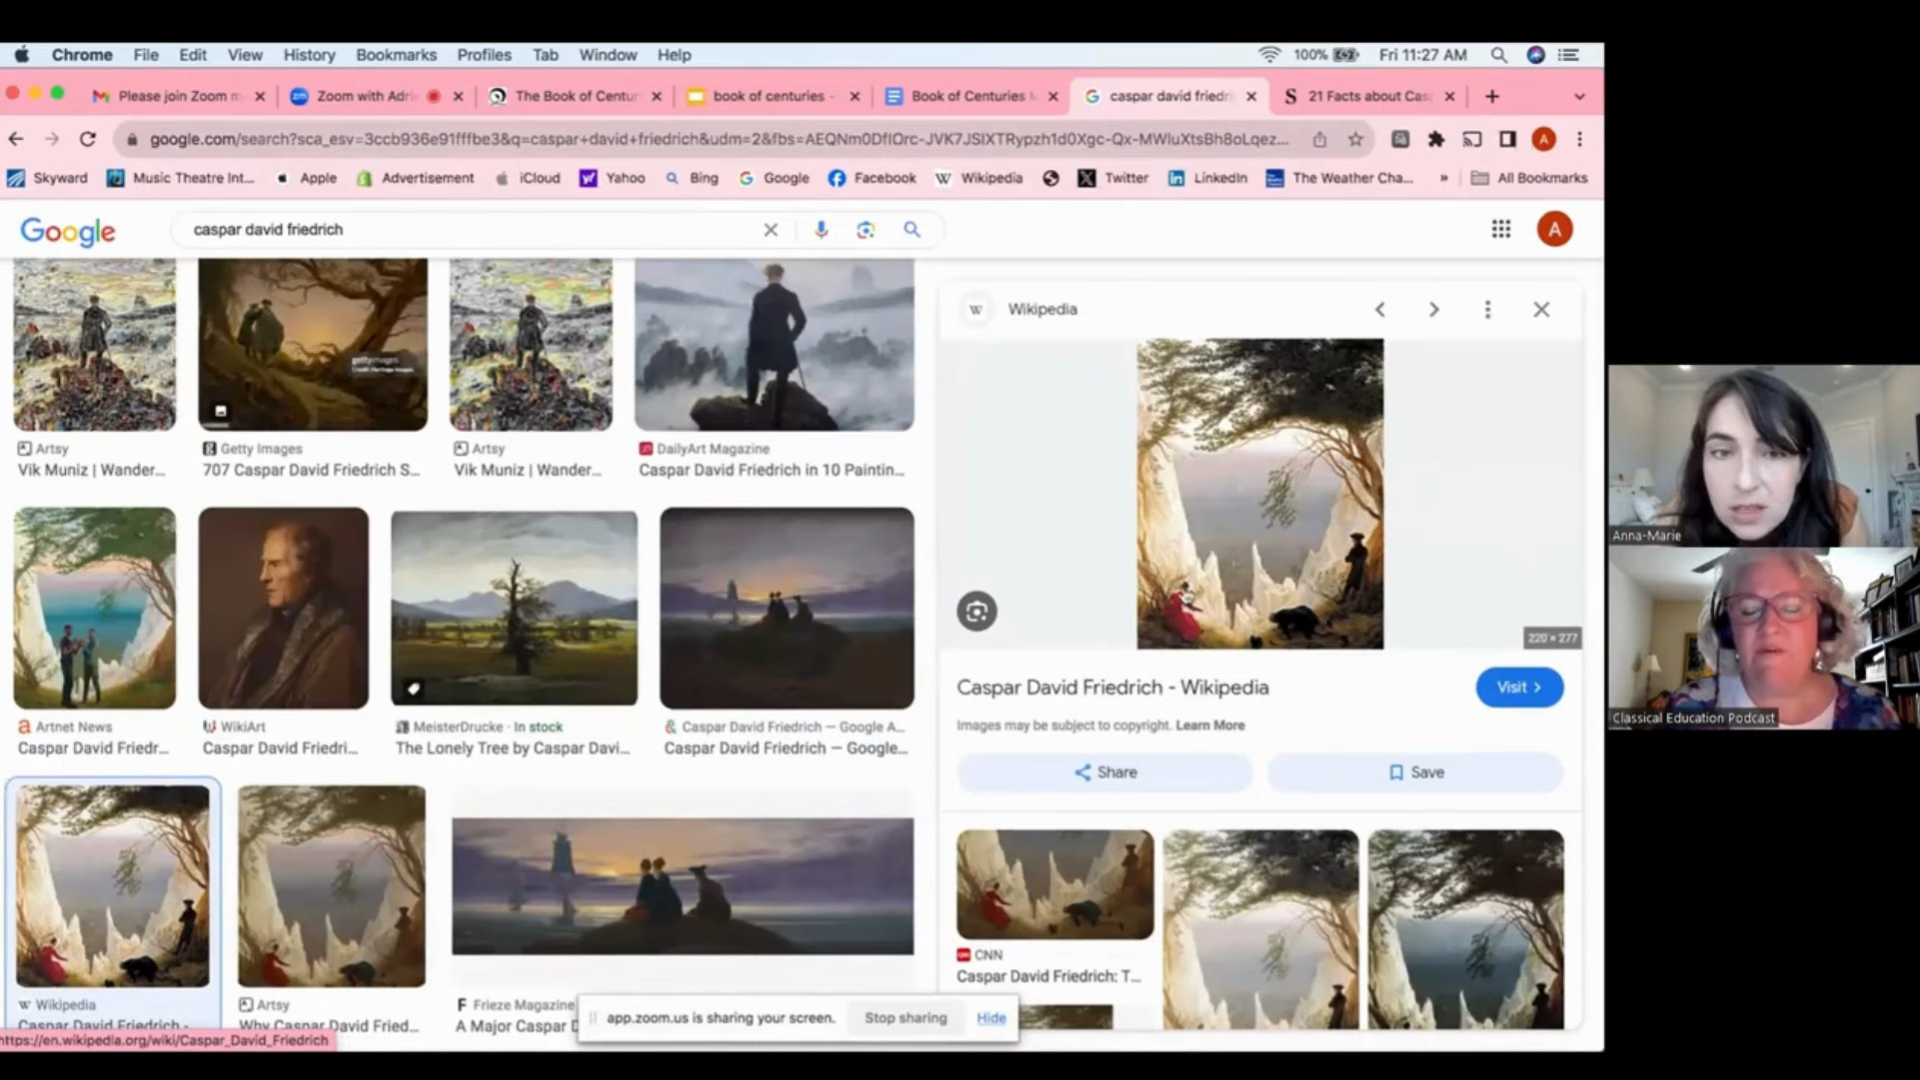 Chrome File Edit View History Bookmarks Profiles Tab Window Help
100% Fri 11:27 AM
Please join Zoom m
Zoom with Adri
The Book of Centur
book of centuries -
Book of Centuries
caspar david friedri
S 21 Facts about Cas
google.com/search?sca_esv=3ccb936e91fffbe3&q=caspar+david+friedrich&udm=2&fbs=
A
Skyward
Music Theatre Int...
Apple
Advertisement
iCloud
Yahoo
Bing
Google
Facebook
Wikipedia
Twitter
LinkedIn
The Weather Cha...
All Bookmarks
Google
caspar david friedrich
A
Artsy
Vik Muniz | Wander...
Getty Images
707 Caspar David Friedrich S...
Artsy
Vik Muniz | Wander...
DailyArt Magazine
Caspar David Friedrich in 10 Paintin...
Artnet News
Caspar David Friedr...
WikiArt
Caspar David Friedri...
MeisterDrucke · In stock
The Lonely Tree by Caspar Davi...
Caspar David Friedrich — Google A...
Caspar David Friedrich — Google...
Wikipedia
Caspar David Friedrich -
Artsy
Why Caspar David Fried...
Frieze Magazine
A Major Caspar D
https://en.wikipedia.org/wiki/Caspar_David_Friedrich
app.zoom.us is sharing your screen. Stop sharing Hide
W Wikipedia
220 × 277
Caspar David Friedrich - Wikipedia
Visit
Images may be subject to copyright. Learn More
Share
Save
CNN
Caspar David Friedrich: T...
Anna-Marie
Classical Education Podcast